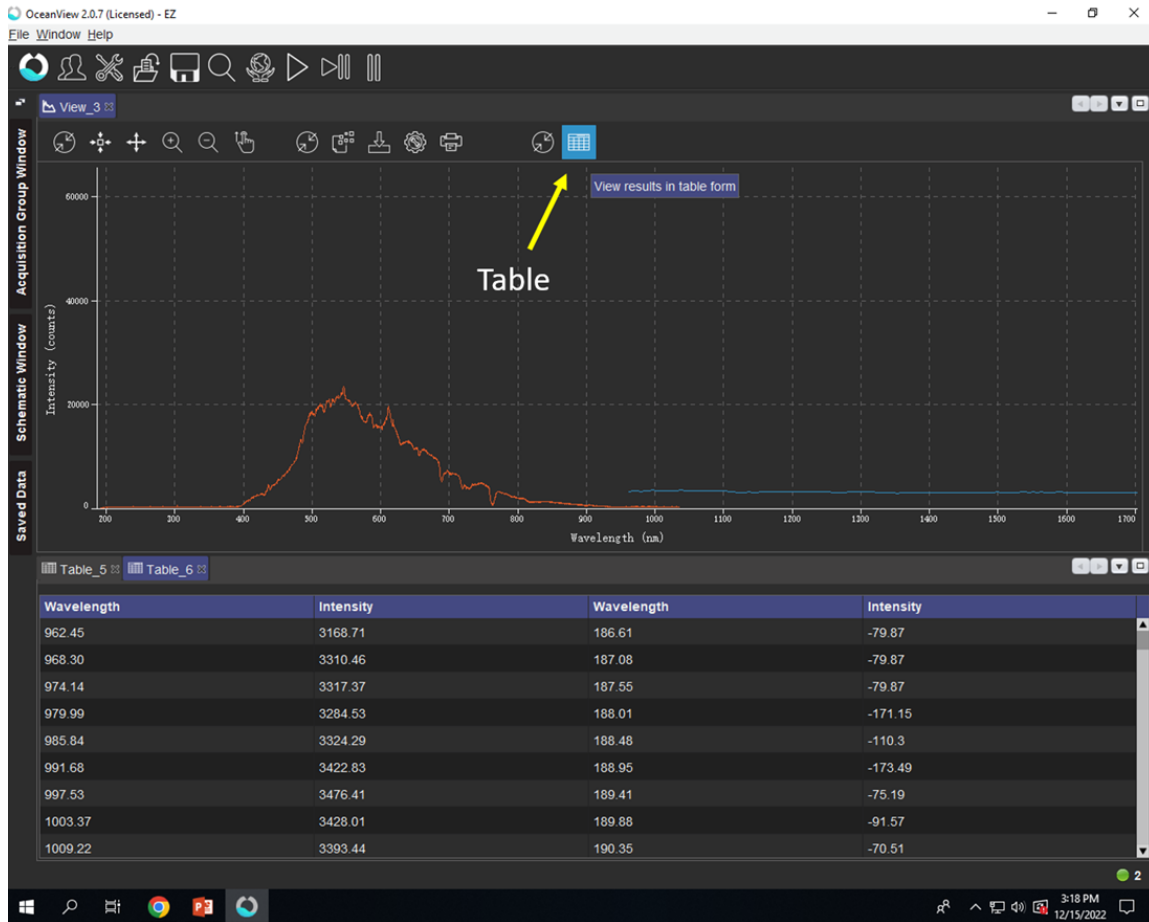 OceanView 2.0.7 (Licensed) - EZ
File Window Help
View_3
Acquisition Group Window
Schematic Window
Saved Data
View results in table form
Table
Intensity (counts)
60000
40000
20000
0
200 300 400 500 600 700 800 900 1000 1100 1200 1300 1400 1500 1600 1700
Wavelength (nm)
Table_5 Table_6
Wavelength Intensity Wavelength Intensity
962.45 3168.71 186.61 -79.87
968.30 3310.46 187.08 -79.87
974.14 3317.37 187.55 -79.87
979.99 3284.53 188.01 -171.15
985.84 3324.29 188.48 -110.3
991.68 3422.83 188.95 -173.49
997.53 3476.41 189.41 -75.19
1003.37 3428.01 189.88 -91.57
1009.22 3393.44 190.35 -70.51
2
3:18 PM
12/15/2022